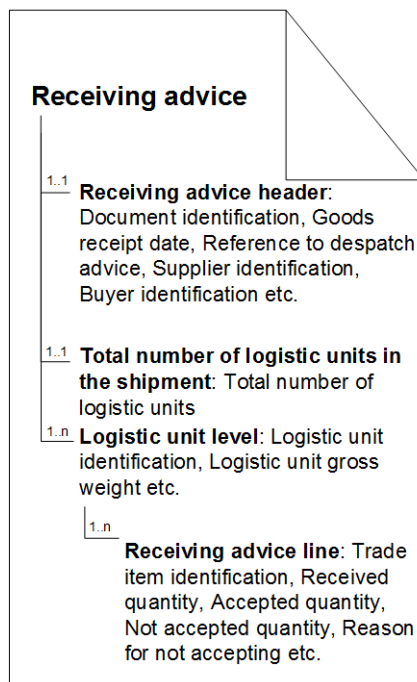 Receiving advice
1..1
Receiving advice header:
Document identification, Goods
receipt date, Reference to despatch
advice, Supplier identification,
Buyer identification etc.
1..1
Total number of logistic units in
the shipment: Total number of
logistic units
1..n
Logistic unit level: Logistic unit
identification, Logistic unit gross
weight etc.
1..n
Receiving advice line: Trade
item identification, Received
quantity, Accepted quantity,
Not accepted quantity, Reason
for not accepting etc.